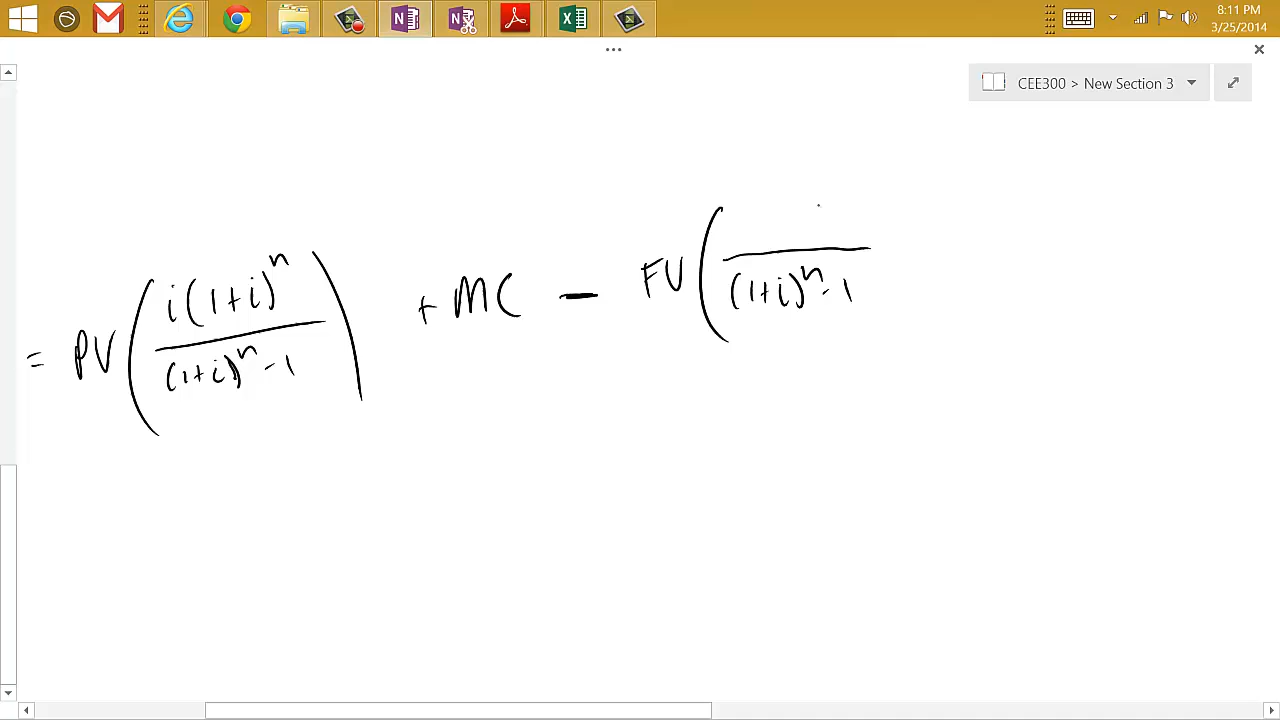 8:11 PM
3/25/2014
CEE300 > New Section 3
= PV ( i(1+i)^n / (1+i)^n - 1 ) + MC - FV ( / (1+i)^n - 1